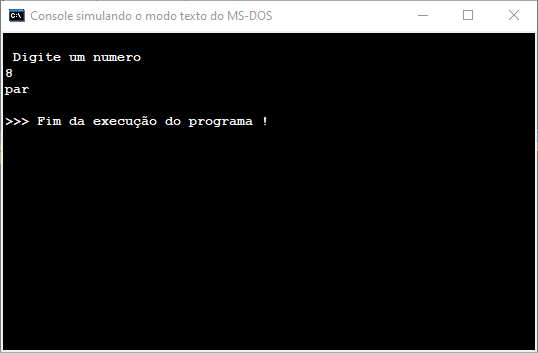 Console simulando o modo texto do MS-DOS
Digite um numero
8
par
>>> Fim da execução do programa !